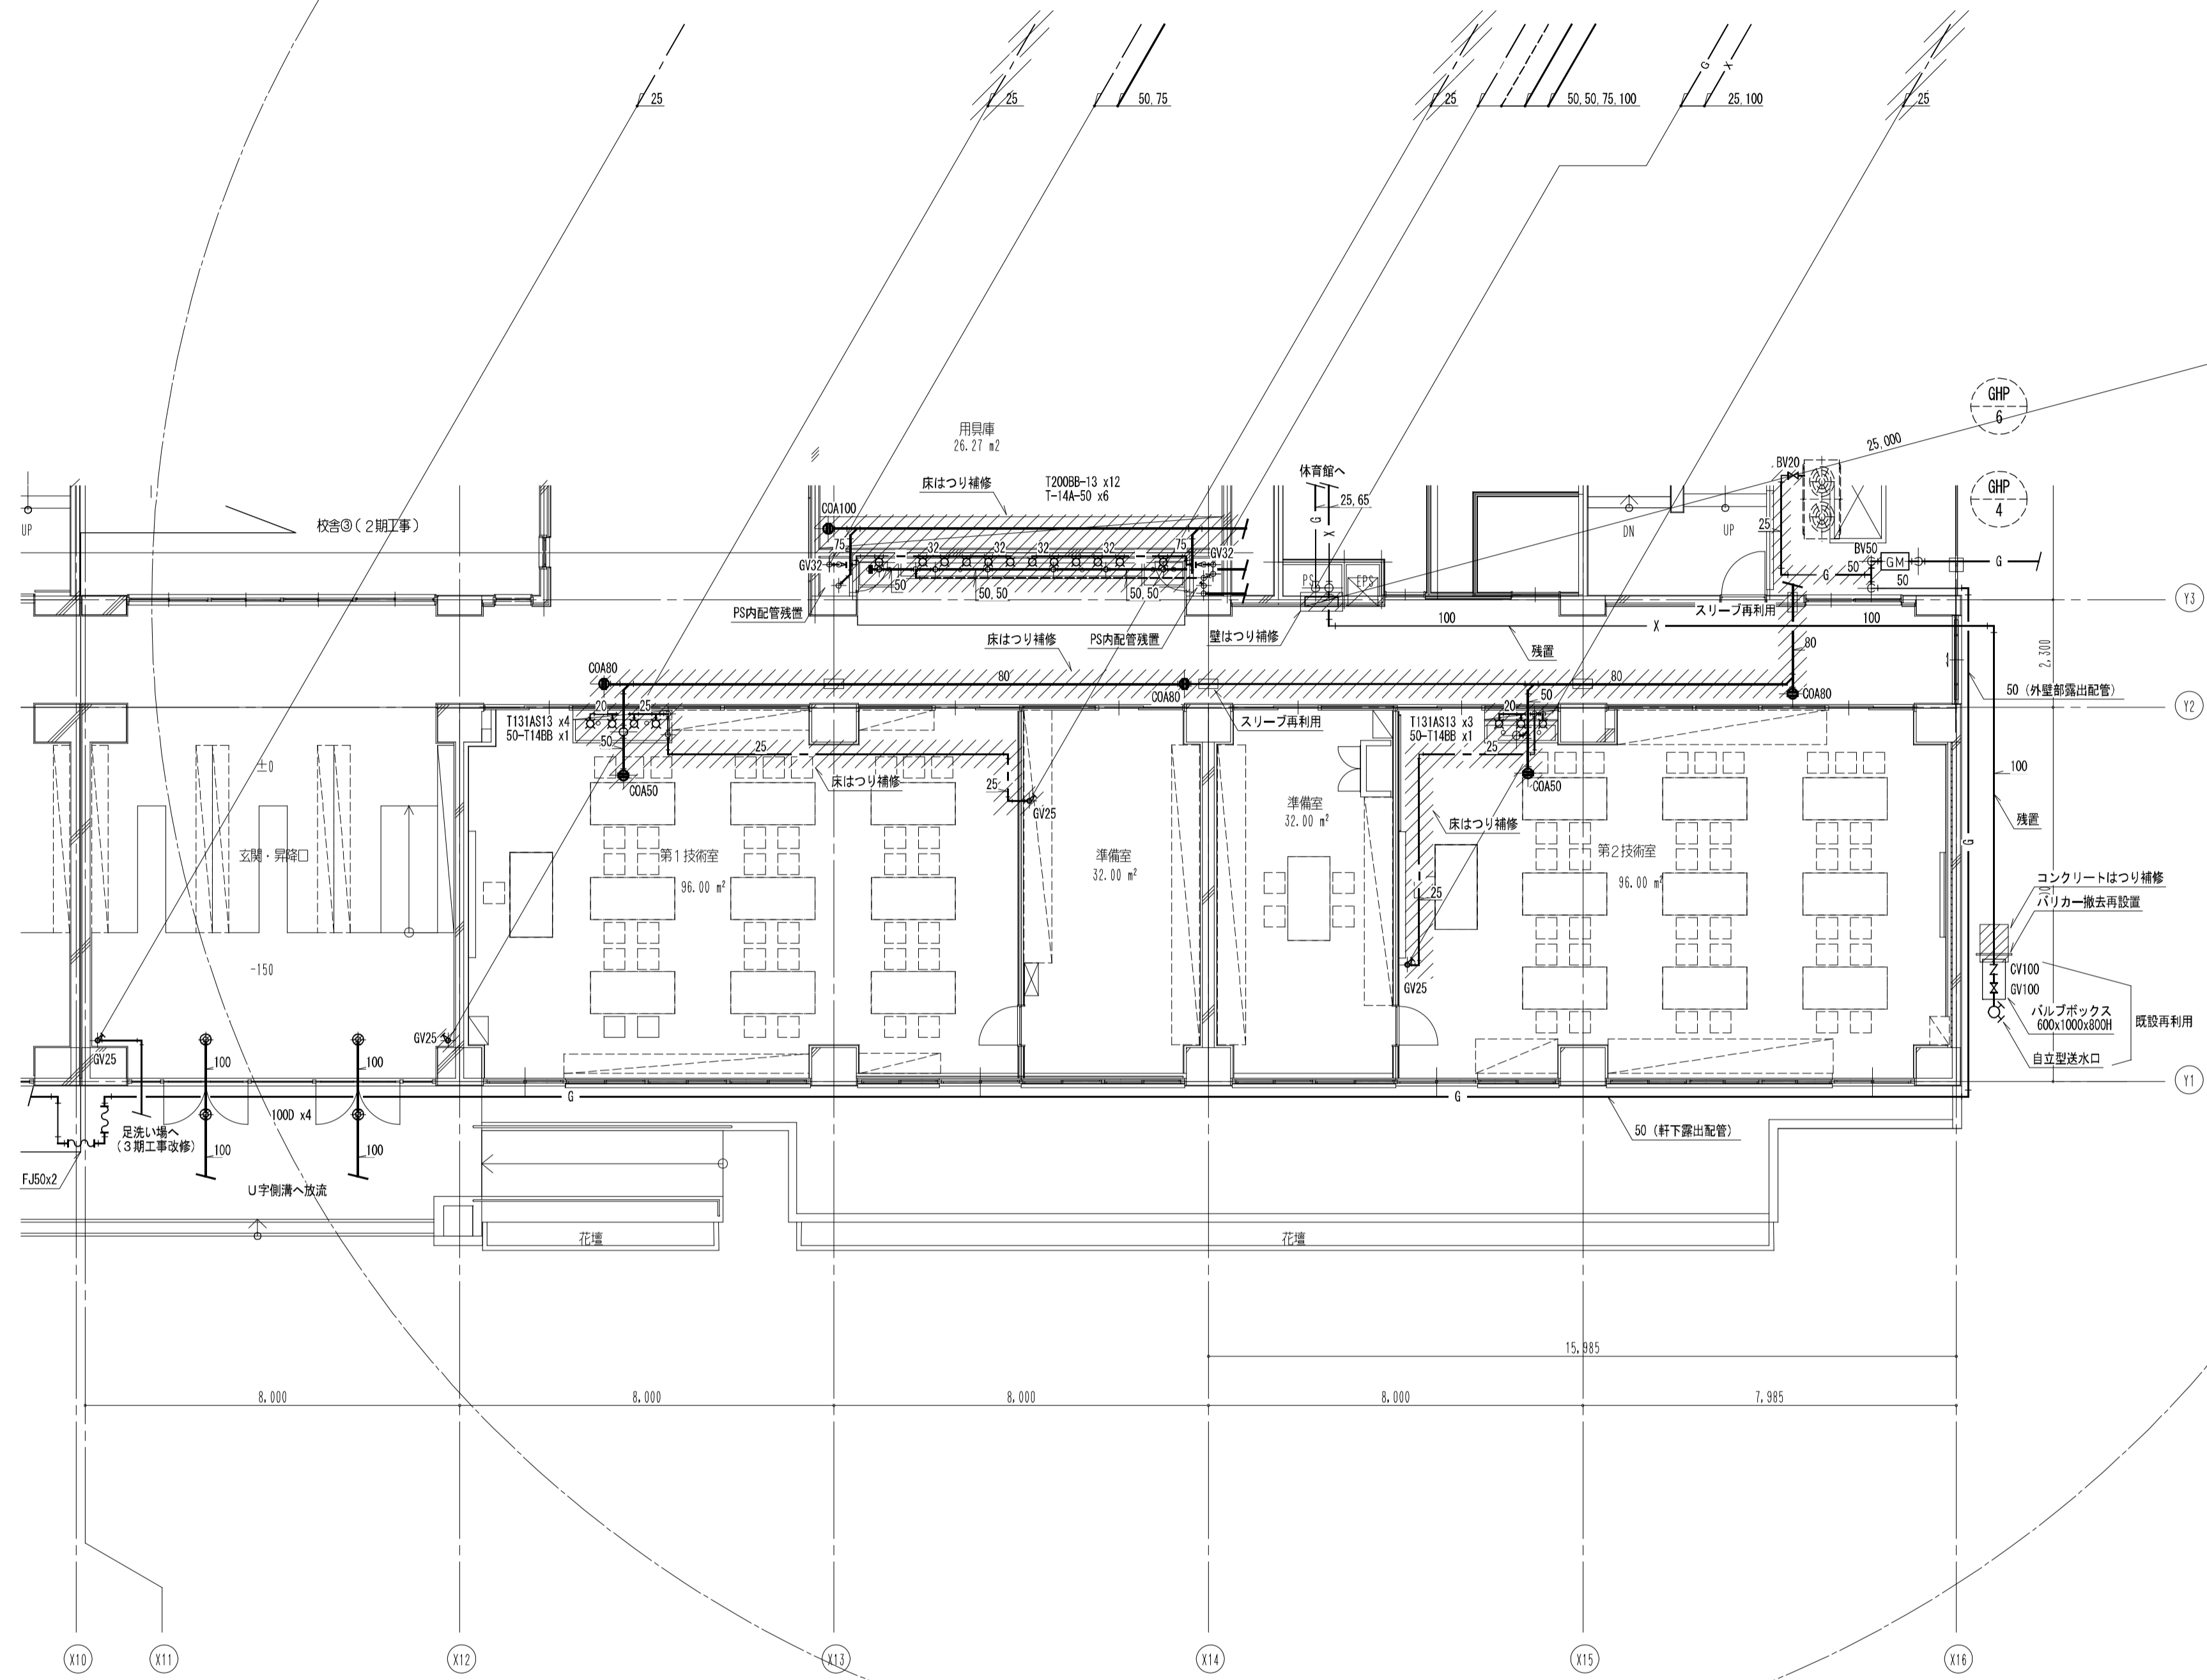 25
25
50,75
25
50,50,75,100
G
X
25,100
25
GHP
6
25,000
用具庫
26.27 m2
床はつり補修
T200BB-13 x12
T-14A-50 x6
体育館へ
25,65
G
X
BV20
GHP
4
COA100
校舎③(2期工事)
UP
DN
UP
25
75
32
32
32
32
75
GV32
GV32
BV50
GM
G
50
G
50
50
50,50
50,50
PS
EPS
PS内配管残置
床はつり補修
PS内配管残置
壁はつり補修
スリーブ再利用
100
X
100
残置
Y3
2,300
COA80
80
COA80
80
80
COA80
50(外壁部露出配管)
Y2
T131AS13 x4
50-T14BB x1
20
25
50
スリーブ再利用
T131AS13 x3
50-T14BB x1
20
50
25
25
±0
床はつり補修
COA50
25
GV25
COA50
100
準備室
32.00 m²
床はつり補修
残置
玄関・昇降口
第1技術室
96.00 m²
準備室
32.00 m²
第2技術室
96.00 m²
G
25
コンクリートはつり補修
バリカー撤去再設置
-150
GV25
CV100
GV100
バルブボックス
600x1000x800H
既設再利用
自立型送水口
GV25
GV25
100
100
Y1
G
G
100D x4
足洗い場へ
(3期工事改修)
50(軒下露出配管)
100
100
FJ50x2
U字側溝へ放流
花壇
花壇
15,985
8,000
8,000
8,000
8,000
7,985
X10
X11
X12
X13
X14
X15
X16